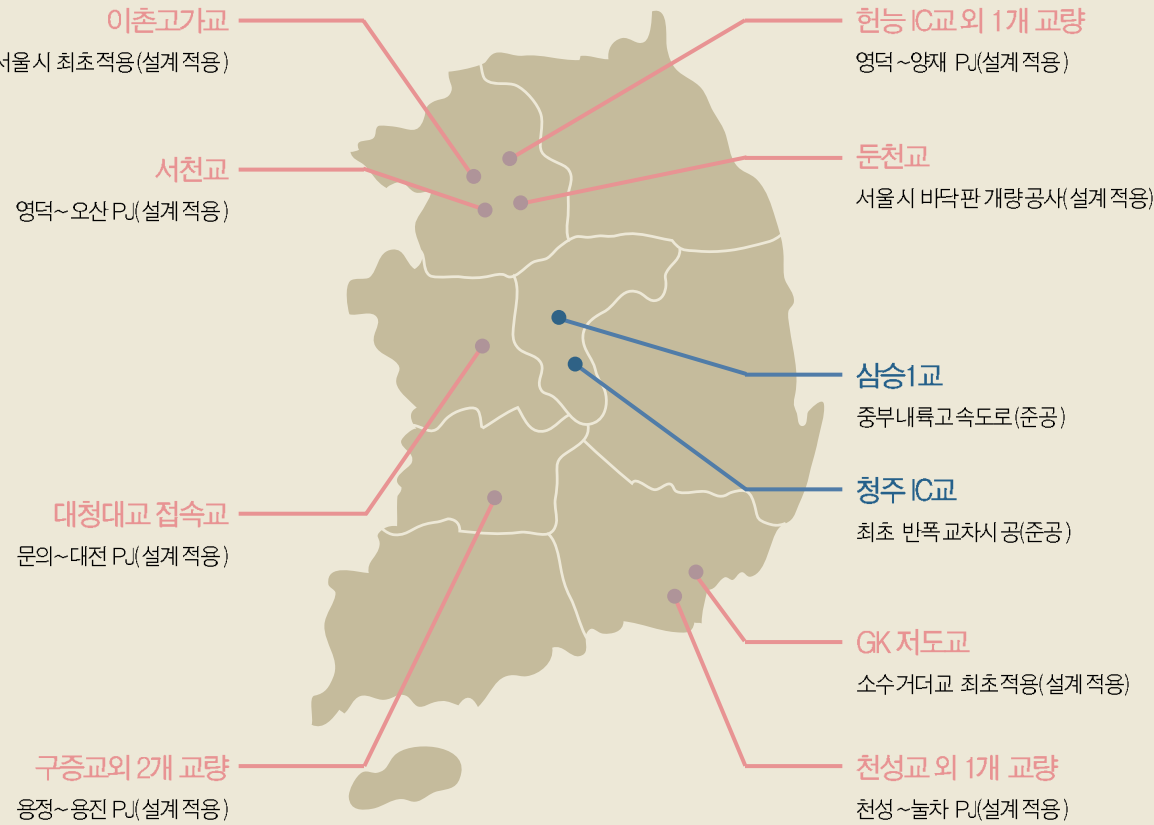 이촌고가교
서울시 최초적용(설계적용)
서천교
영덕~오산 PJ(설계적용)
대청대교 접속교
문의~대전 PJ(설계적용)
구증교외 2개 교량
용정~용진 PJ(설계적용)
헌능 IC교 외 1개 교량
영덕~양재 PJ(설계적용)
둔천교
서울시 바닥판 개량공사(설계적용)
삼승1교
중부내륙고속도로(준공)
청주 IC교
최초 반폭교차시공(준공)
GK 저도교
소수거더교 최초적용(설계적용)
천성교 외 1개 교량
천성~눌차 PJ(설계적용)